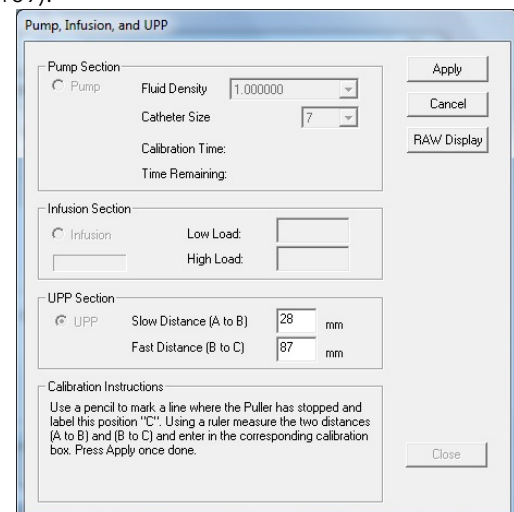 Pump, Infusion, and UPP
Pump Section
Pump
Fluid Density 1.000000
Catheter Size 7
Calibration Time:
Time Remaining:
Apply
Cancel
RAW Display
Infusion Section
Infusion
Low Load:
High Load:
UPP Section
UPP
Slow Distance (A to B) 28 mm
Fast Distance (B to C) 87 mm
Calibration Instructions
Use a pencil to mark a line where the Puller has stopped and
label this position "C". Using a ruler measure the two distances
(A to B) and (B to C) and enter in the corresponding calibration
box. Press Apply once done.
Close